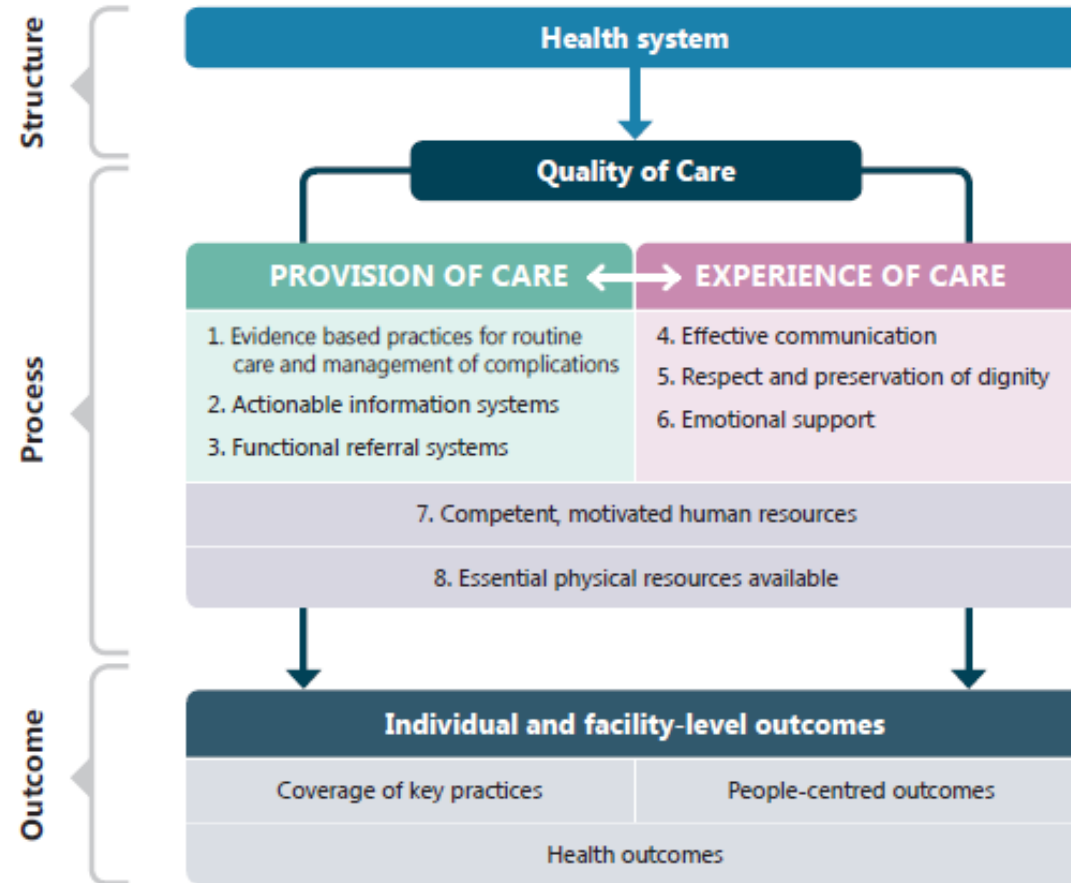 Structure
Health system
Quality of Care
Process
PROVISION OF CARE
EXPERIENCE OF CARE
1. Evidence based practices for routine
care and management of complications
2. Actionable information systems
3. Functional referral systems
4. Effective communication
5. Respect and preservation of dignity
6. Emotional support
7. Competent, motivated human resources
8. Essential physical resources available
Outcome
Individual and facility-level outcomes
Coverage of key practices
People-centred outcomes
Health outcomes